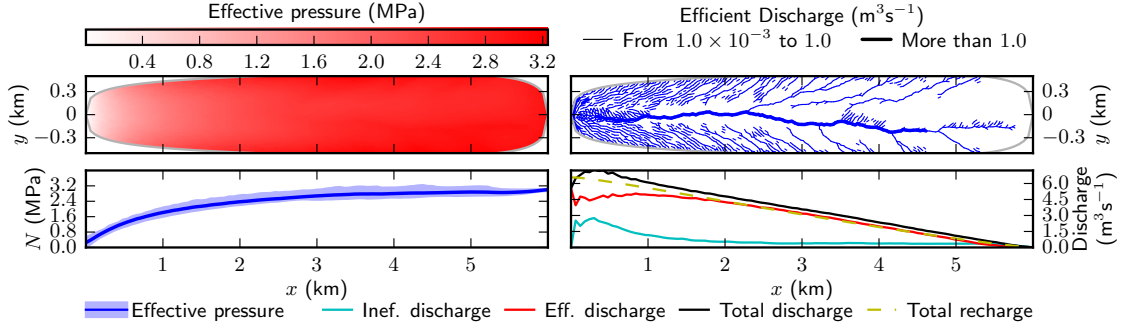 Effective pressure (MPa)
Efficient Discharge (m³s⁻¹)
From 1.0 × 10⁻³ to 1.0
More than 1.0
0.4 0.8 1.2 1.6 2.0 2.4 2.8 3.2
y (km)
0.3
0
−0.3
0.3
0
−0.3
y (km)
N (MPa)
3.2
2.4
1.6
0.8
0.0
6.0
4.5
3.0
1.5
0.0
Discharge
(m³s⁻¹)
1 2 3 4 5
1 2 3 4 5
x (km)
x (km)
Effective pressure
Inef. discharge
Eff. discharge
Total discharge
Total recharge